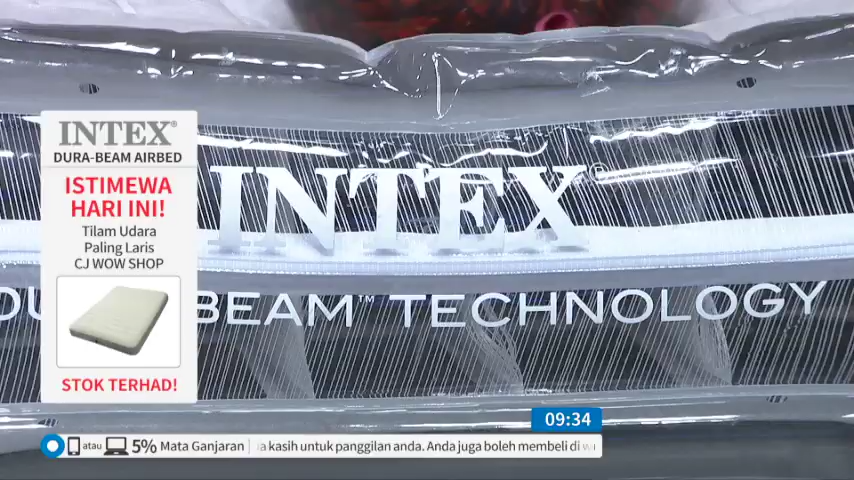 INTEX®
DURA-BEAM AIRBED
ISTIMEWA
HARI INI!
Tilam Udara
Paling Laris
CJ WOW SHOP
STOK TERHAD!
INTEX®
BEAM™ TECHNOLOGY
09:34
atau 5% Mata Ganjaran
kasih untuk panggilan anda. Anda juga boleh membeli di